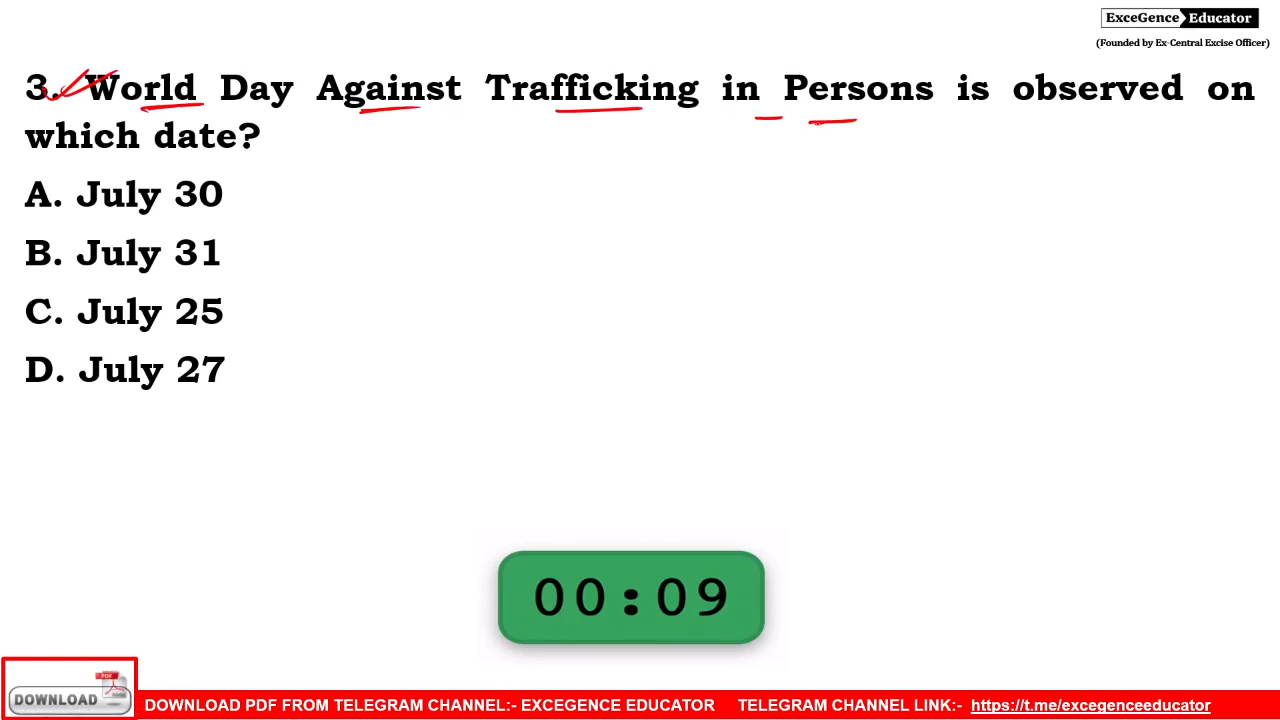 ExceGence Educator
(Founded by Ex-Central Excise Officer)
3. World Day Against Trafficking in Persons is observed on
which date?
A. July 30
B. July 31
C. July 25
D. July 27
00:09
PDF
DOWNLOAD
DOWNLOAD PDF FROM TELEGRAM CHANNEL:- EXCEGENCE EDUCATOR TELEGRAM CHANNEL LINK:- https://t.me/excegenceeducator